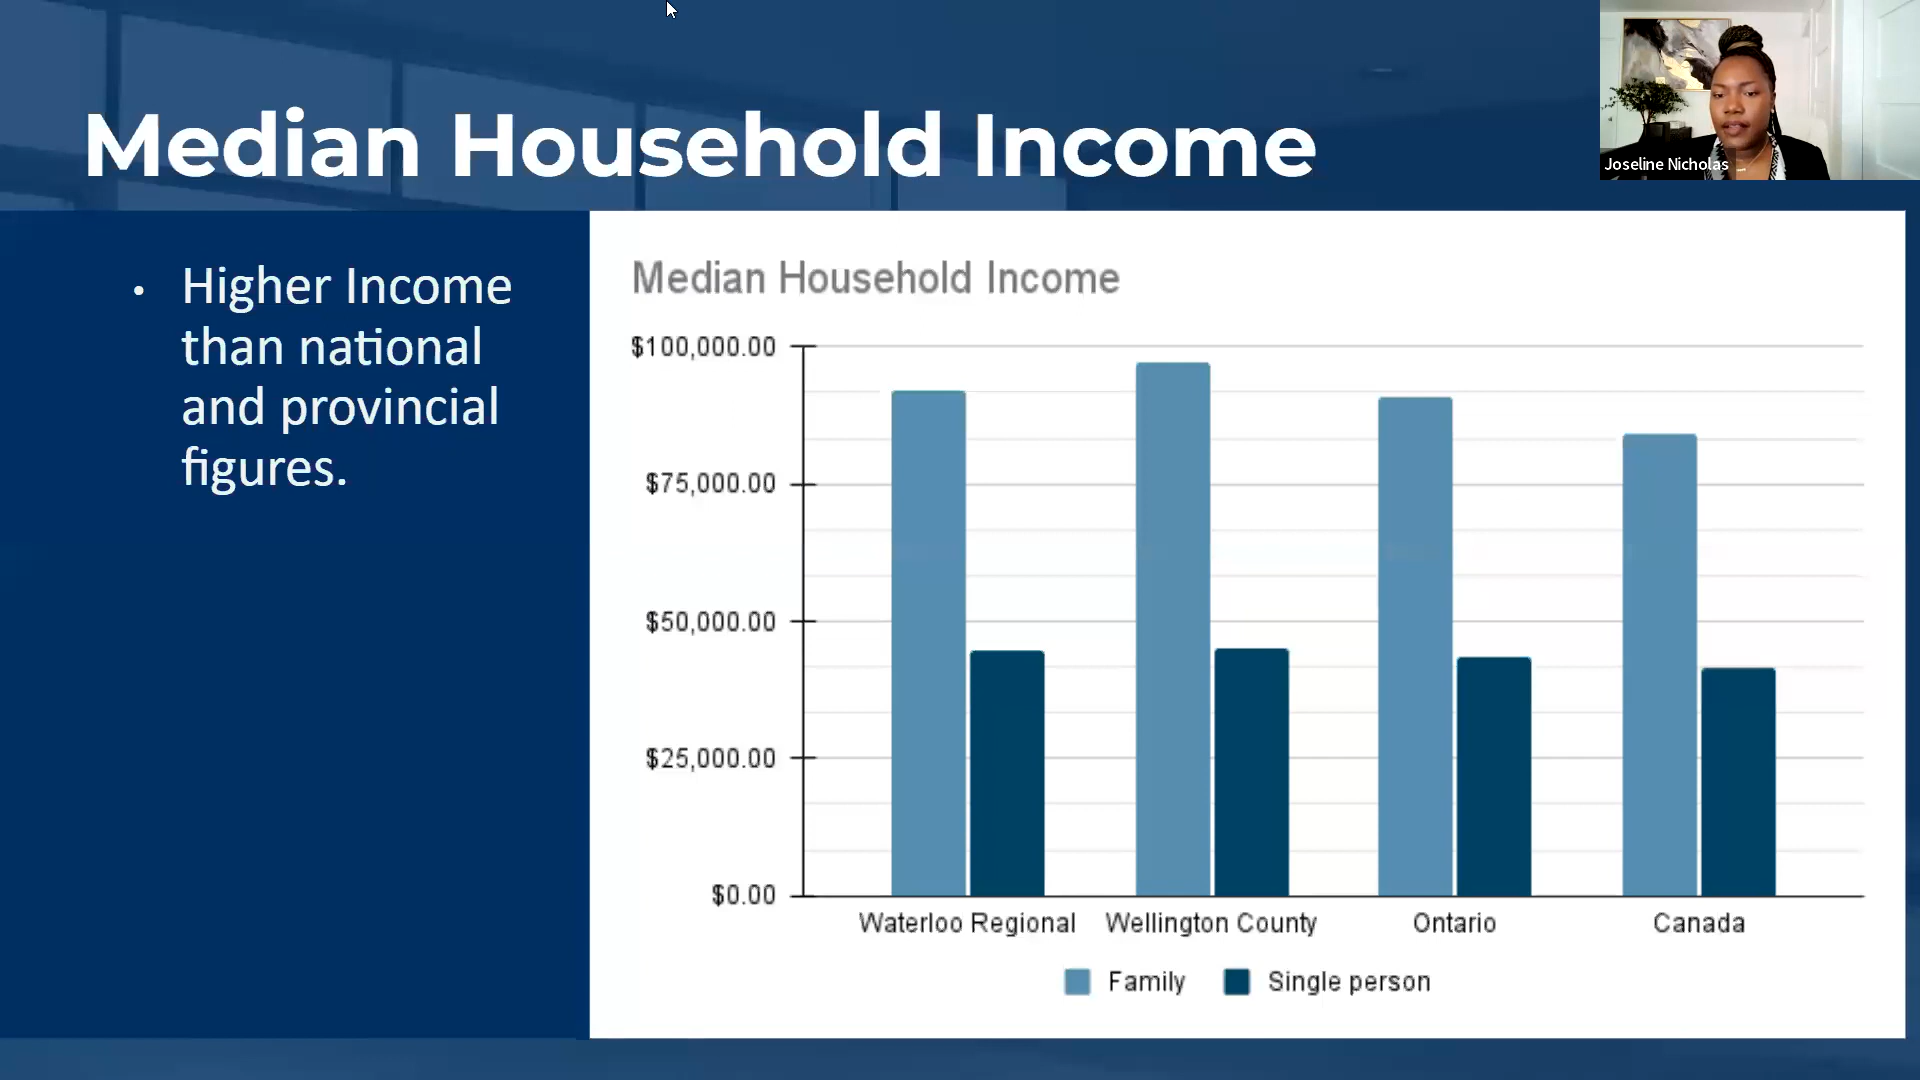 Median Household Income
Joseline Nicholas
• Higher Income
than national
and provincial
figures.
Median Household Income
$100,000.00
$75,000.00
$50,000.00
$25,000.00
$0.00
Waterloo Regional Wellington County Ontario Canada
Family Single person